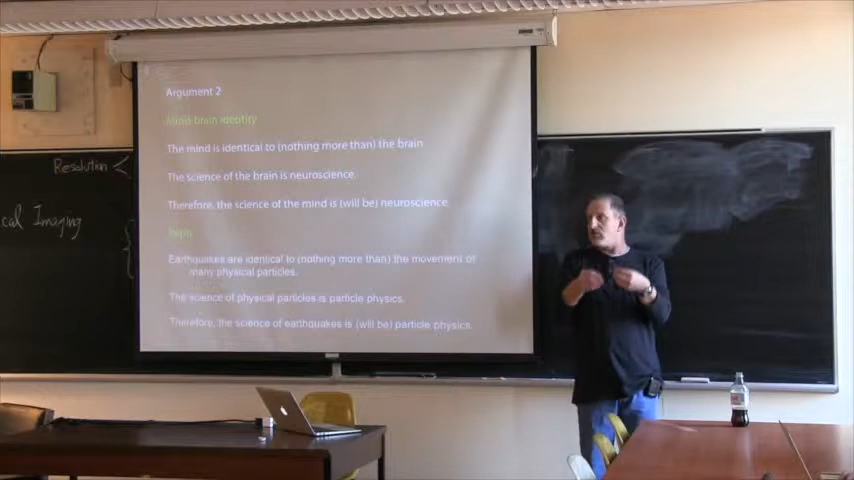 Argument 2
Mind-brain identity
The mind is identical to (nothing more than) the brain
The science of the brain is neuroscience.
Therefore, the science of the mind is (will be) neuroscience.
Earthquakes are identical to (nothing more than) the movement of
many physical particles.
The science of physical particles is particle physics.
Therefore, the science of earthquakes is (will be) particle physics.
Resolution <
cal Imaging